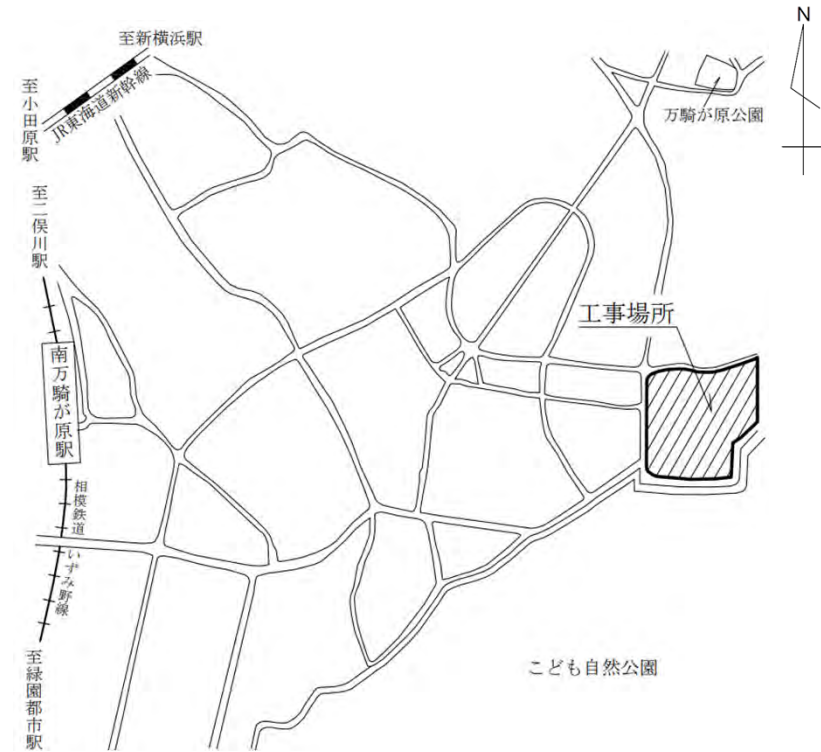 至新横浜駅
JR東海道新幹線
至小田原駅
N
万騎が原公園
至二俣川駅
工事場所
南万騎が原駅
相模鉄道
いずみ野線
こども自然公園
至緑園都市駅